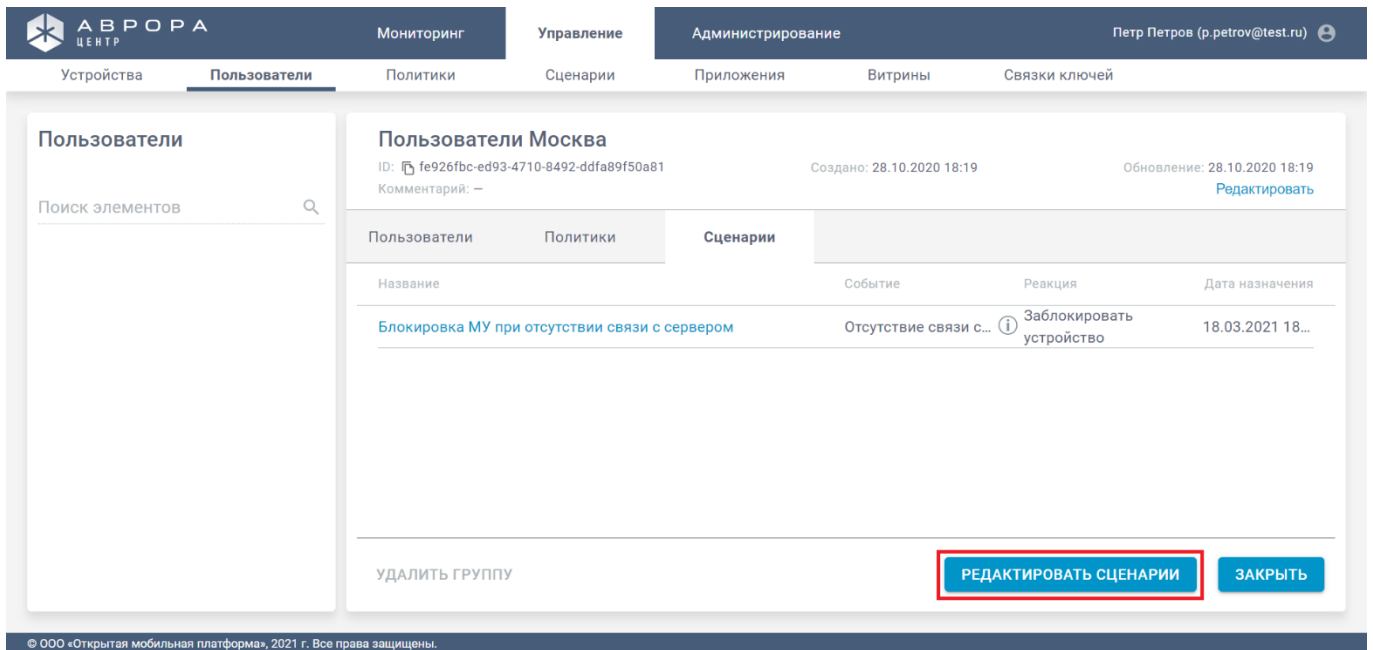 АВРОРА
ЦЕНТР
Мониторинг Управление Администрирование Петр Петров (p.petrov@test.ru)
Устройства Пользователи Политики Сценарии Приложения Витрины Связки ключей
Пользователи
Поиск элементов
Пользователи Москва
ID: fe926fbc-ed93-4710-8492-ddfa89f50a81 Создано: 28.10.2020 18:19 Обновление: 28.10.2020 18:19
Комментарий: — Редактировать
Пользователи Политики Сценарии
Название Событие Реакция Дата назначения
Блокировка МУ при отсутствии связи с сервером Отсутствие связи с... Заблокировать устройство 18.03.2021 18...
УДАЛИТЬ ГРУППУ РЕДАКТИРОВАТЬ СЦЕНАРИИ ЗАКРЫТЬ
© ООО «Открытая мобильная платформа», 2021 г. Все права защищены.